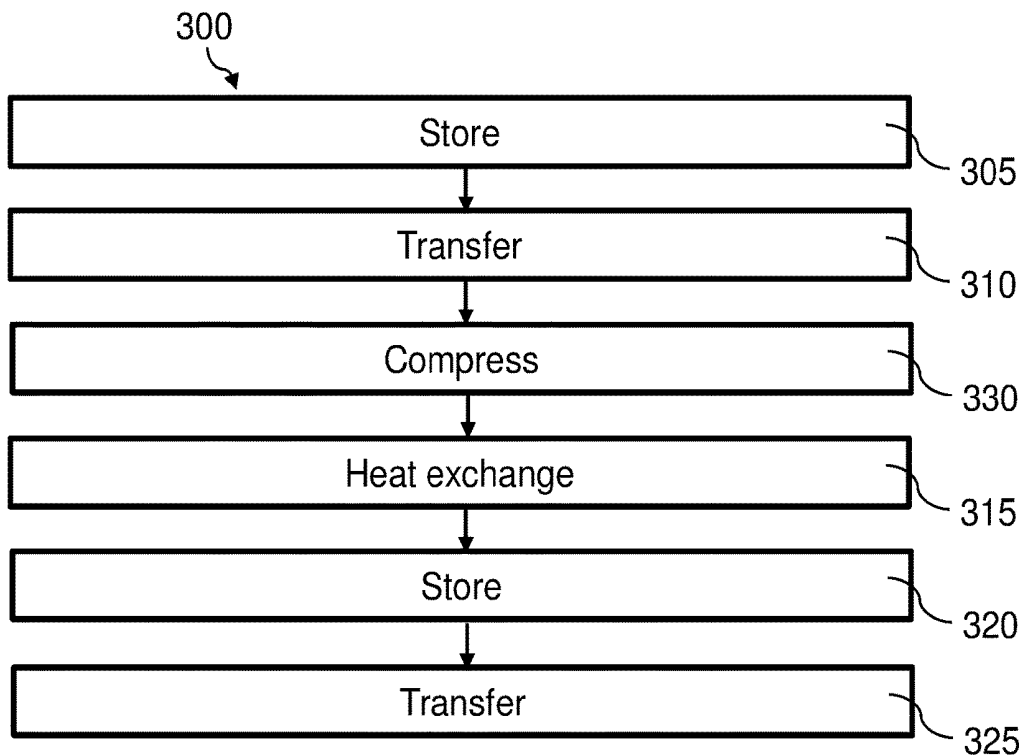 300
Store
305
Transfer
310
Compress
330
Heat exchange
315
Store
320
Transfer
325